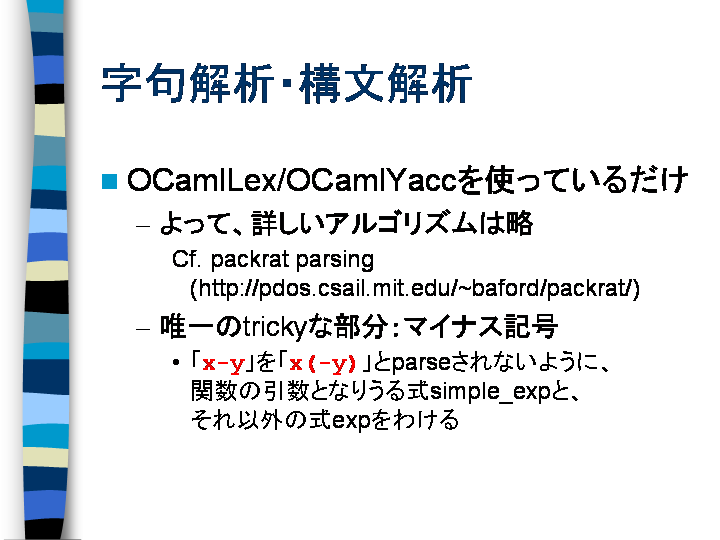 字句解析・構文解析
■ OCamlLex/OCamlYaccを使っているだけ
– よって、詳しいアルゴリズムは略
Cf. packrat parsing
(http://pdos.csail.mit.edu/~baford/packrat/)
– 唯一のtrickyな部分：マイナス記号
• 「x-y」を「x(-y)」とparseされないように、
関数の引数となりうる式simple_expと、
それ以外の式expをわける